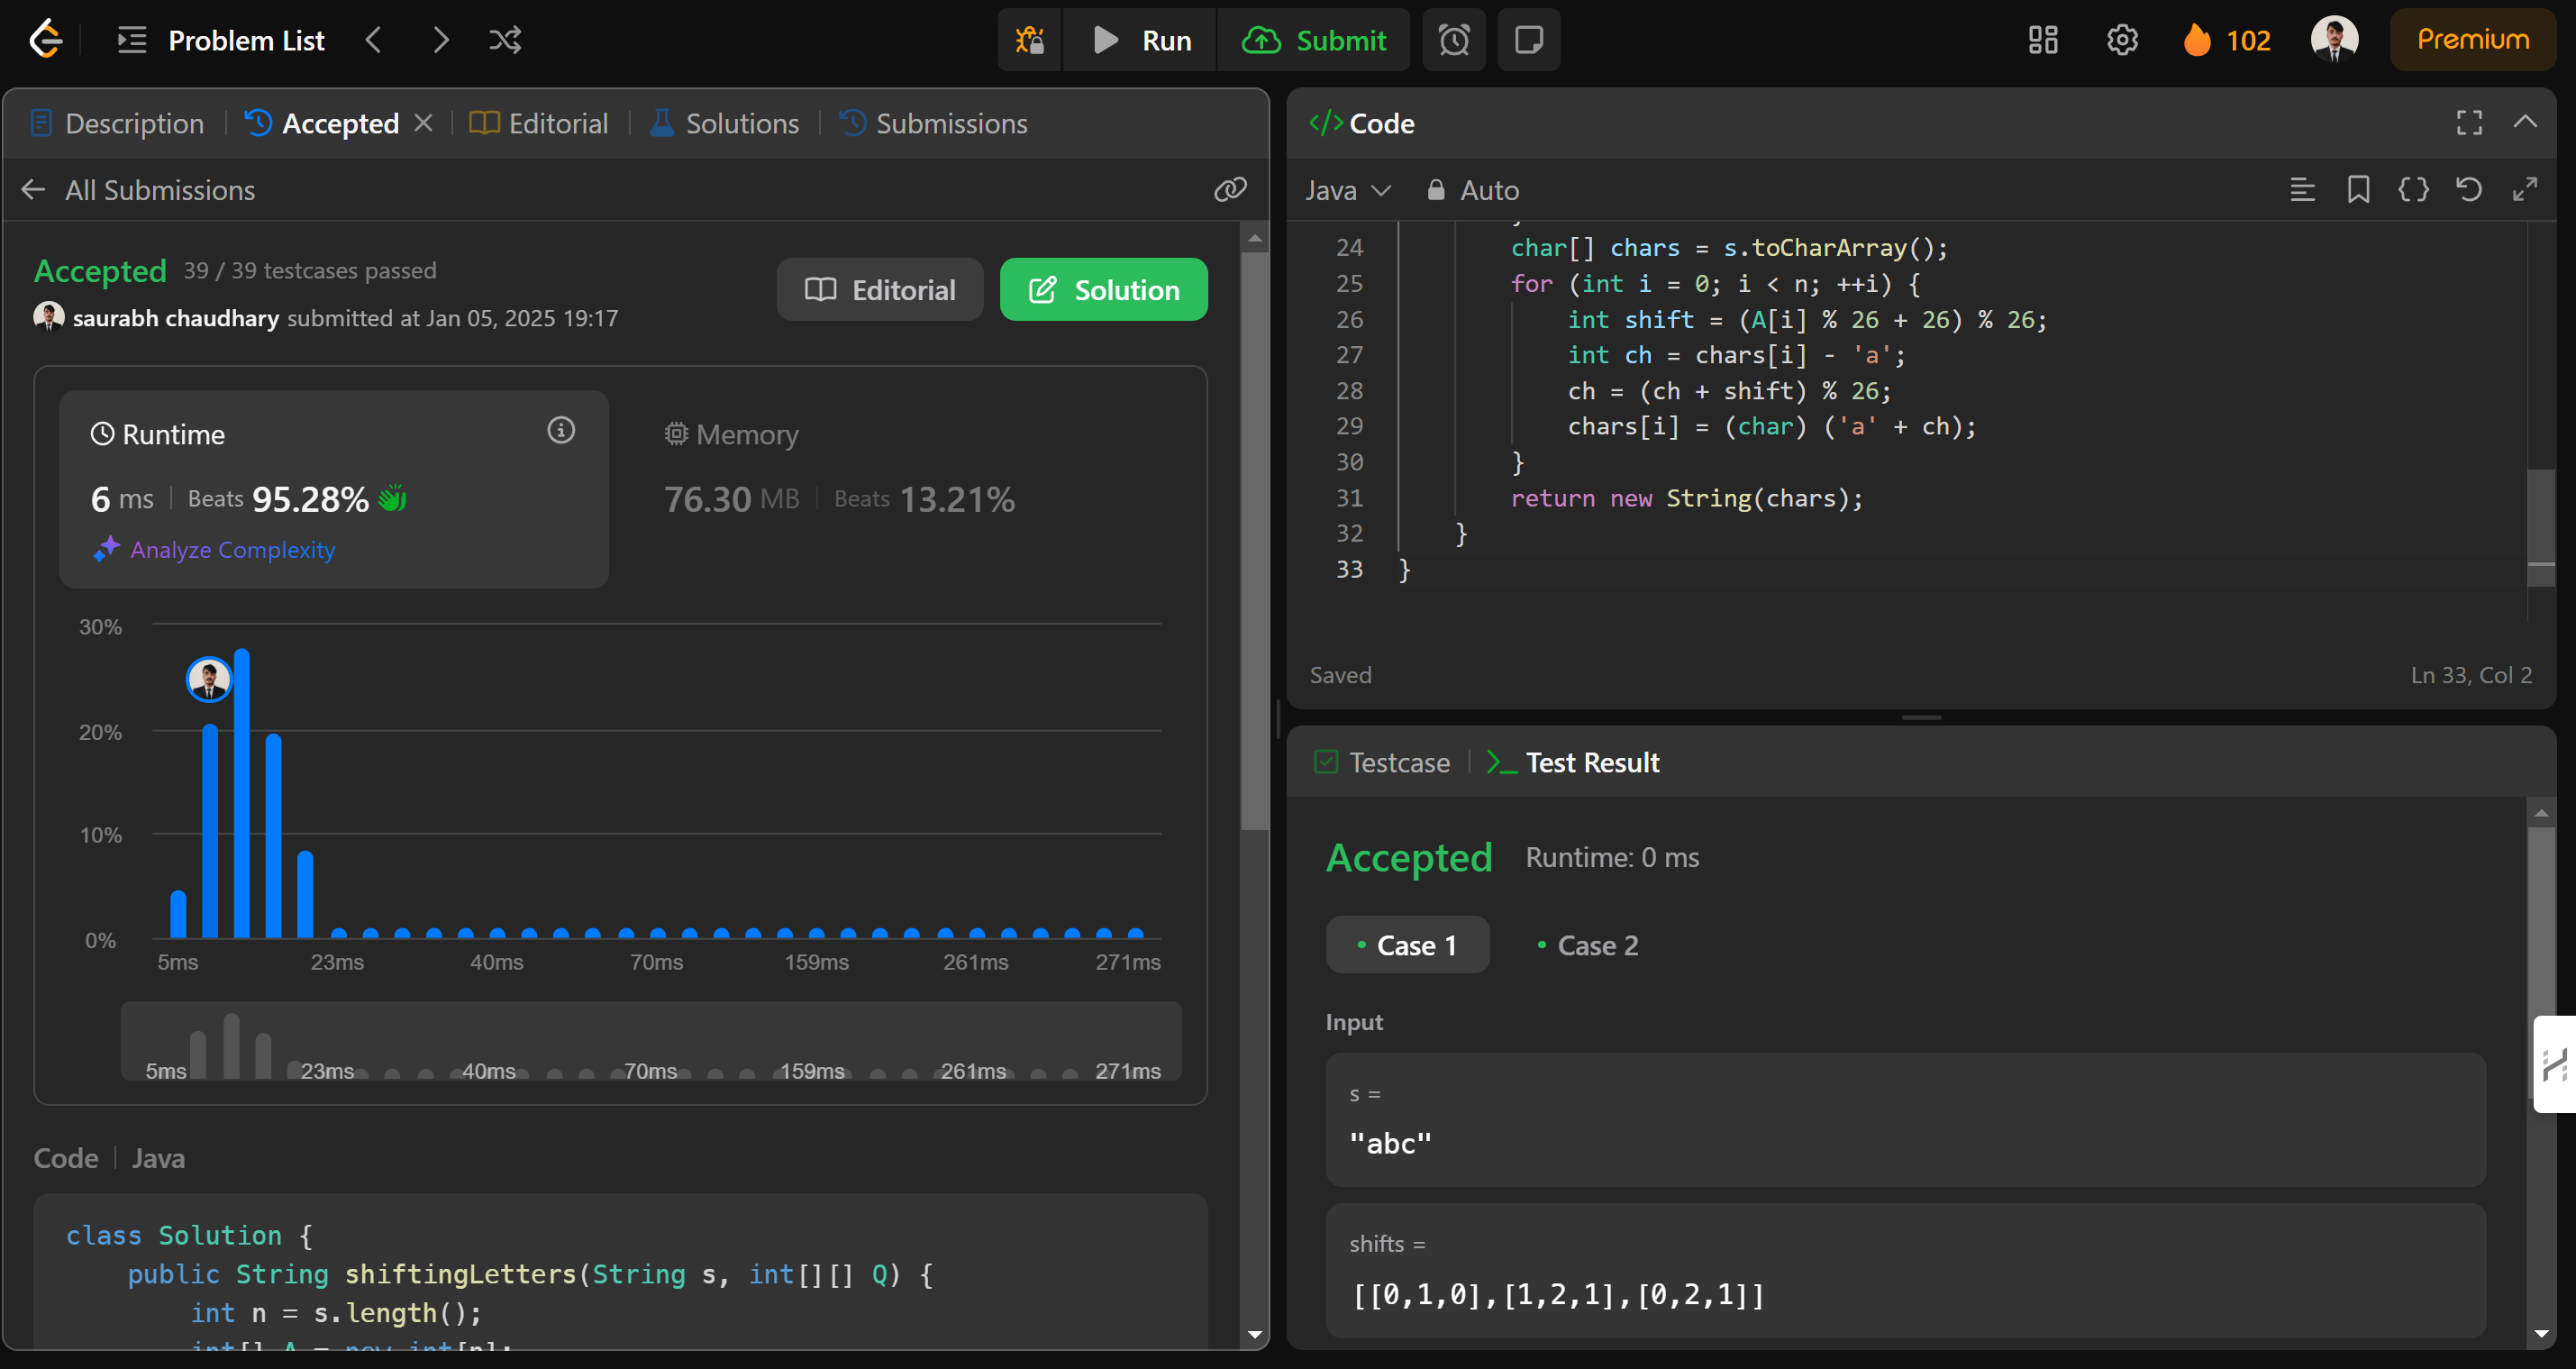 Problem List
Run
Submit
102
Premium
Description
Accepted
Editorial
Solutions
Submissions
All Submissions
Accepted 39 / 39 testcases passed
saurabh chaudhary submitted at Jan 05, 2025 19:17
Editorial
Solution
Runtime
6 ms Beats 95.28%
Analyze Complexity
Memory
76.30 MB Beats 13.21%
30%
20%
10%
0%
5ms 23ms 40ms 70ms 159ms 261ms 271ms
5ms 23ms 40ms 70ms 159ms 261ms 271ms
Code Java
class Solution {
public String shiftingLetters(String s, int[][] Q) {
int n = s.length();
int[] A = new int[n];
</> Code
Java Auto
24 char[] chars = s.toCharArray();
25 for (int i = 0; i < n; ++i) {
26 int shift = (A[i] % 26 + 26) % 26;
27 int ch = chars[i] - 'a';
28 ch = (ch + shift) % 26;
29 chars[i] = (char) ('a' + ch);
30 }
31 return new String(chars);
32 }
33 }
Saved
Ln 33, Col 2
Testcase
Test Result
Accepted Runtime: 0 ms
Case 1
Case 2
Input
s =
"abc"
shifts =
[[0,1,0],[1,2,1],[0,2,1]]